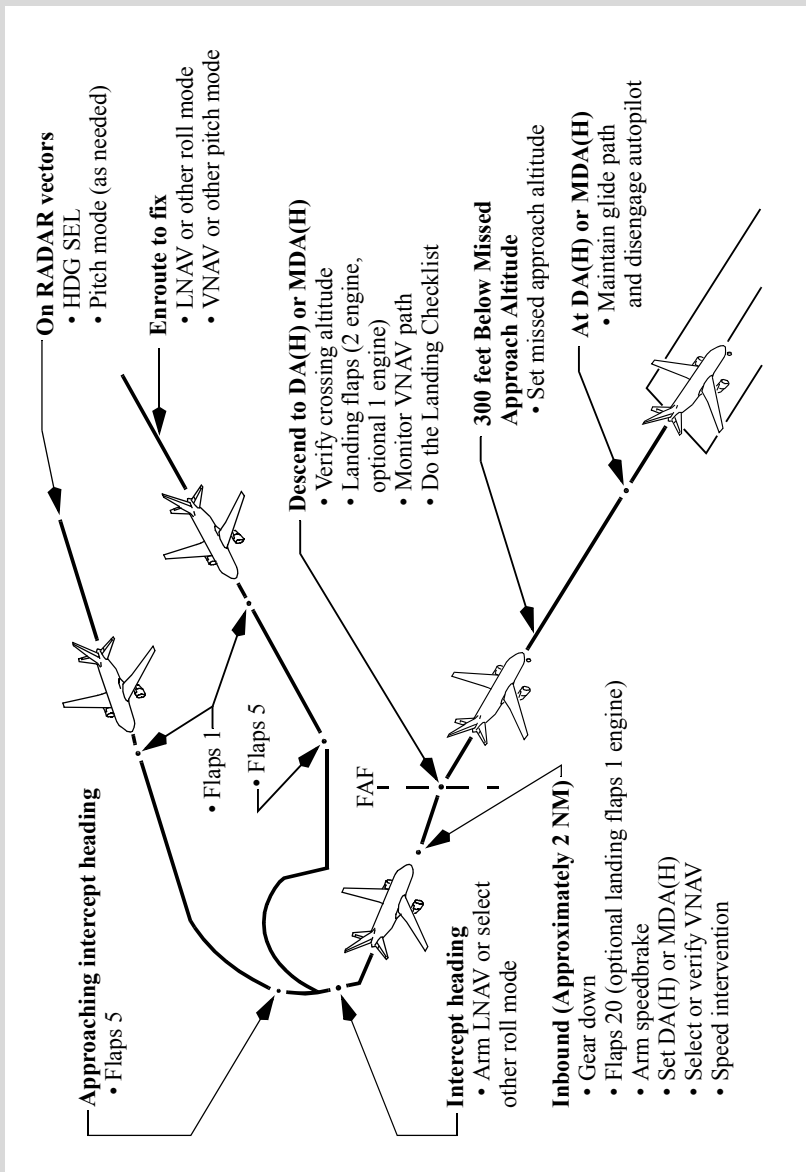 On RADAR vectors
• HDG SEL
• Pitch mode (as needed)
Enroute to fix
• LNAV or other roll mode
• VNAV or other pitch mode
Approaching intercept heading
• Flaps 5
• Flaps 1
• Flaps 5
Intercept heading
• Arm LNAV or select
other roll mode
FAF
Inbound (Approximately 2 NM)
• Gear down
• Flaps 20 (optional landing flaps 1 engine)
• Arm speedbrake
• Set DA(H) or MDA(H)
• Select or verify VNAV
• Speed intervention
Descend to DA(H) or MDA(H)
• Verify crossing altitude
• Landing flaps (2 engine,
optional 1 engine)
• Monitor VNAV path
• Do the Landing Checklist
300 feet Below Missed
Approach Altitude
• Set missed approach altitude
At DA(H) or MDA(H)
• Maintain glide path
and disengage autopilot